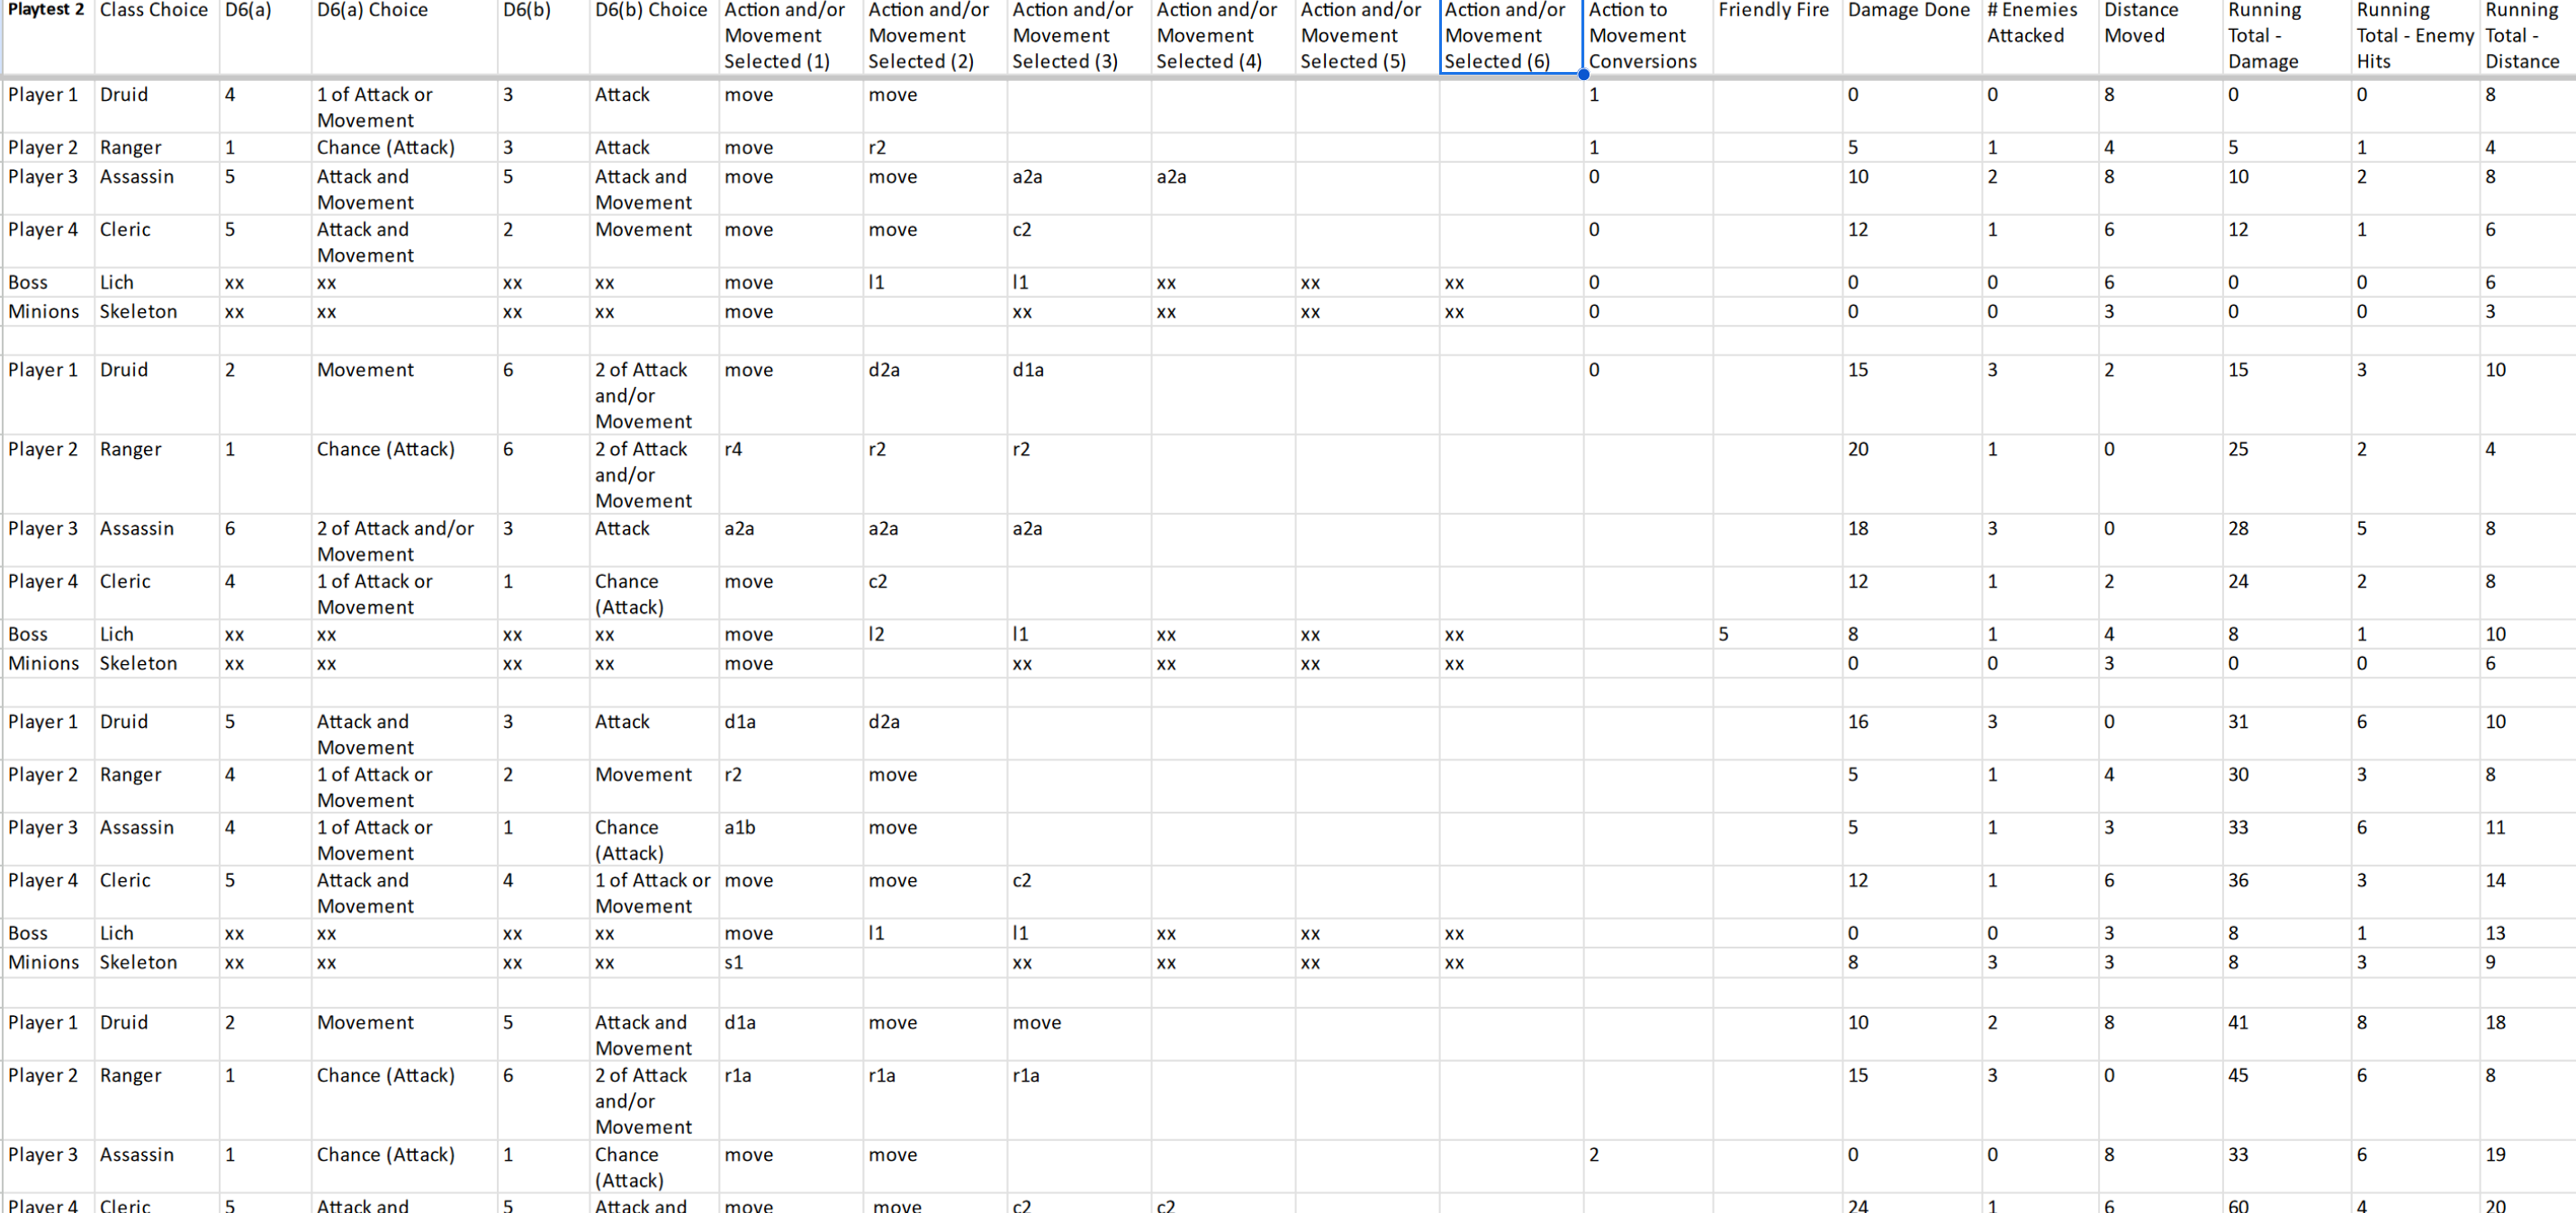 Playtest 2 Class Choice D6(a) D6(a) Choice D6(b) D6(b) Choice Action and/or Action and/or Action and/or Action and/or Action and/or Action and/or Action to Friendly Fire Damage Done # Enemies Distance Running Running Running
Movement Movement Movement Movement Movement Movement Movement Attacked Moved Total - Total - Enemy Total -
Selected (1) Selected (2) Selected (3) Selected (4) Selected (5) Selected (6) Conversions Damage Hits Distance
Player 1 Druid 4 1 of Attack or 3 Attack move move 1 0 0 8 0 0 8
Movement
Player 2 Ranger 1 Chance (Attack) 3 Attack move r2 1 5 1 4 5 1 4
Player 3 Assassin 5 Attack and 5 Attack and move move a2a a2a 0 10 2 8 10 2 8
Movement Movement
Player 4 Cleric 5 Attack and 2 Movement move move c2 0 12 1 6 12 1 6
Movement
Boss Lich xx xx xx xx move l1 l1 xx xx xx 0 0 0 6 0 0 6
Minions Skeleton xx xx xx xx move xx xx xx xx 0 0 0 3 0 0 3
Player 1 Druid 2 Movement 6 2 of Attack move d2a d1a 0 15 3 2 15 3 10
and/or
Movement
Player 2 Ranger 1 Chance (Attack) 6 2 of Attack r4 r2 r2 20 1 0 25 2 4
and/or
Movement
Player 3 Assassin 6 2 of Attack and/or 3 Attack a2a a2a a2a 18 3 0 28 5 8
Movement
Player 4 Cleric 4 1 of Attack or 1 Chance move c2 12 1 2 24 2 8
Movement (Attack)
Boss Lich xx xx xx xx move l2 l1 xx xx xx 5 8 1 4 8 1 10
Minions Skeleton xx xx xx xx move xx xx xx xx 0 0 3 0 0 6
Player 1 Druid 5 Attack and 3 Attack d1a d2a 16 3 0 31 6 10
Movement
Player 2 Ranger 4 1 of Attack or 2 Movement r2 move 5 1 4 30 3 8
Movement
Player 3 Assassin 4 1 of Attack or 1 Chance a1b move 5 1 3 33 6 11
Movement (Attack)
Player 4 Cleric 5 Attack and 4 1 of Attack or move move c2 12 1 6 36 3 14
Movement Movement
Boss Lich xx xx xx xx move l1 l1 xx xx xx 0 0 3 8 1 13
Minions Skeleton xx xx xx xx s1 xx xx xx xx 8 3 3 8 3 9
Player 1 Druid 2 Movement 5 Attack and d1a move move 10 2 8 41 8 18
Movement
Player 2 Ranger 1 Chance (Attack) 6 2 of Attack r1a r1a r1a 15 3 0 45 6 8
and/or
Movement
Player 3 Assassin 1 Chance (Attack) 1 Chance move move 2 0 0 8 33 6 19
(Attack)
Player 4 Cleric 5 Attack and 5 Attack and move move c2 c2 24 1 6 60 4 20